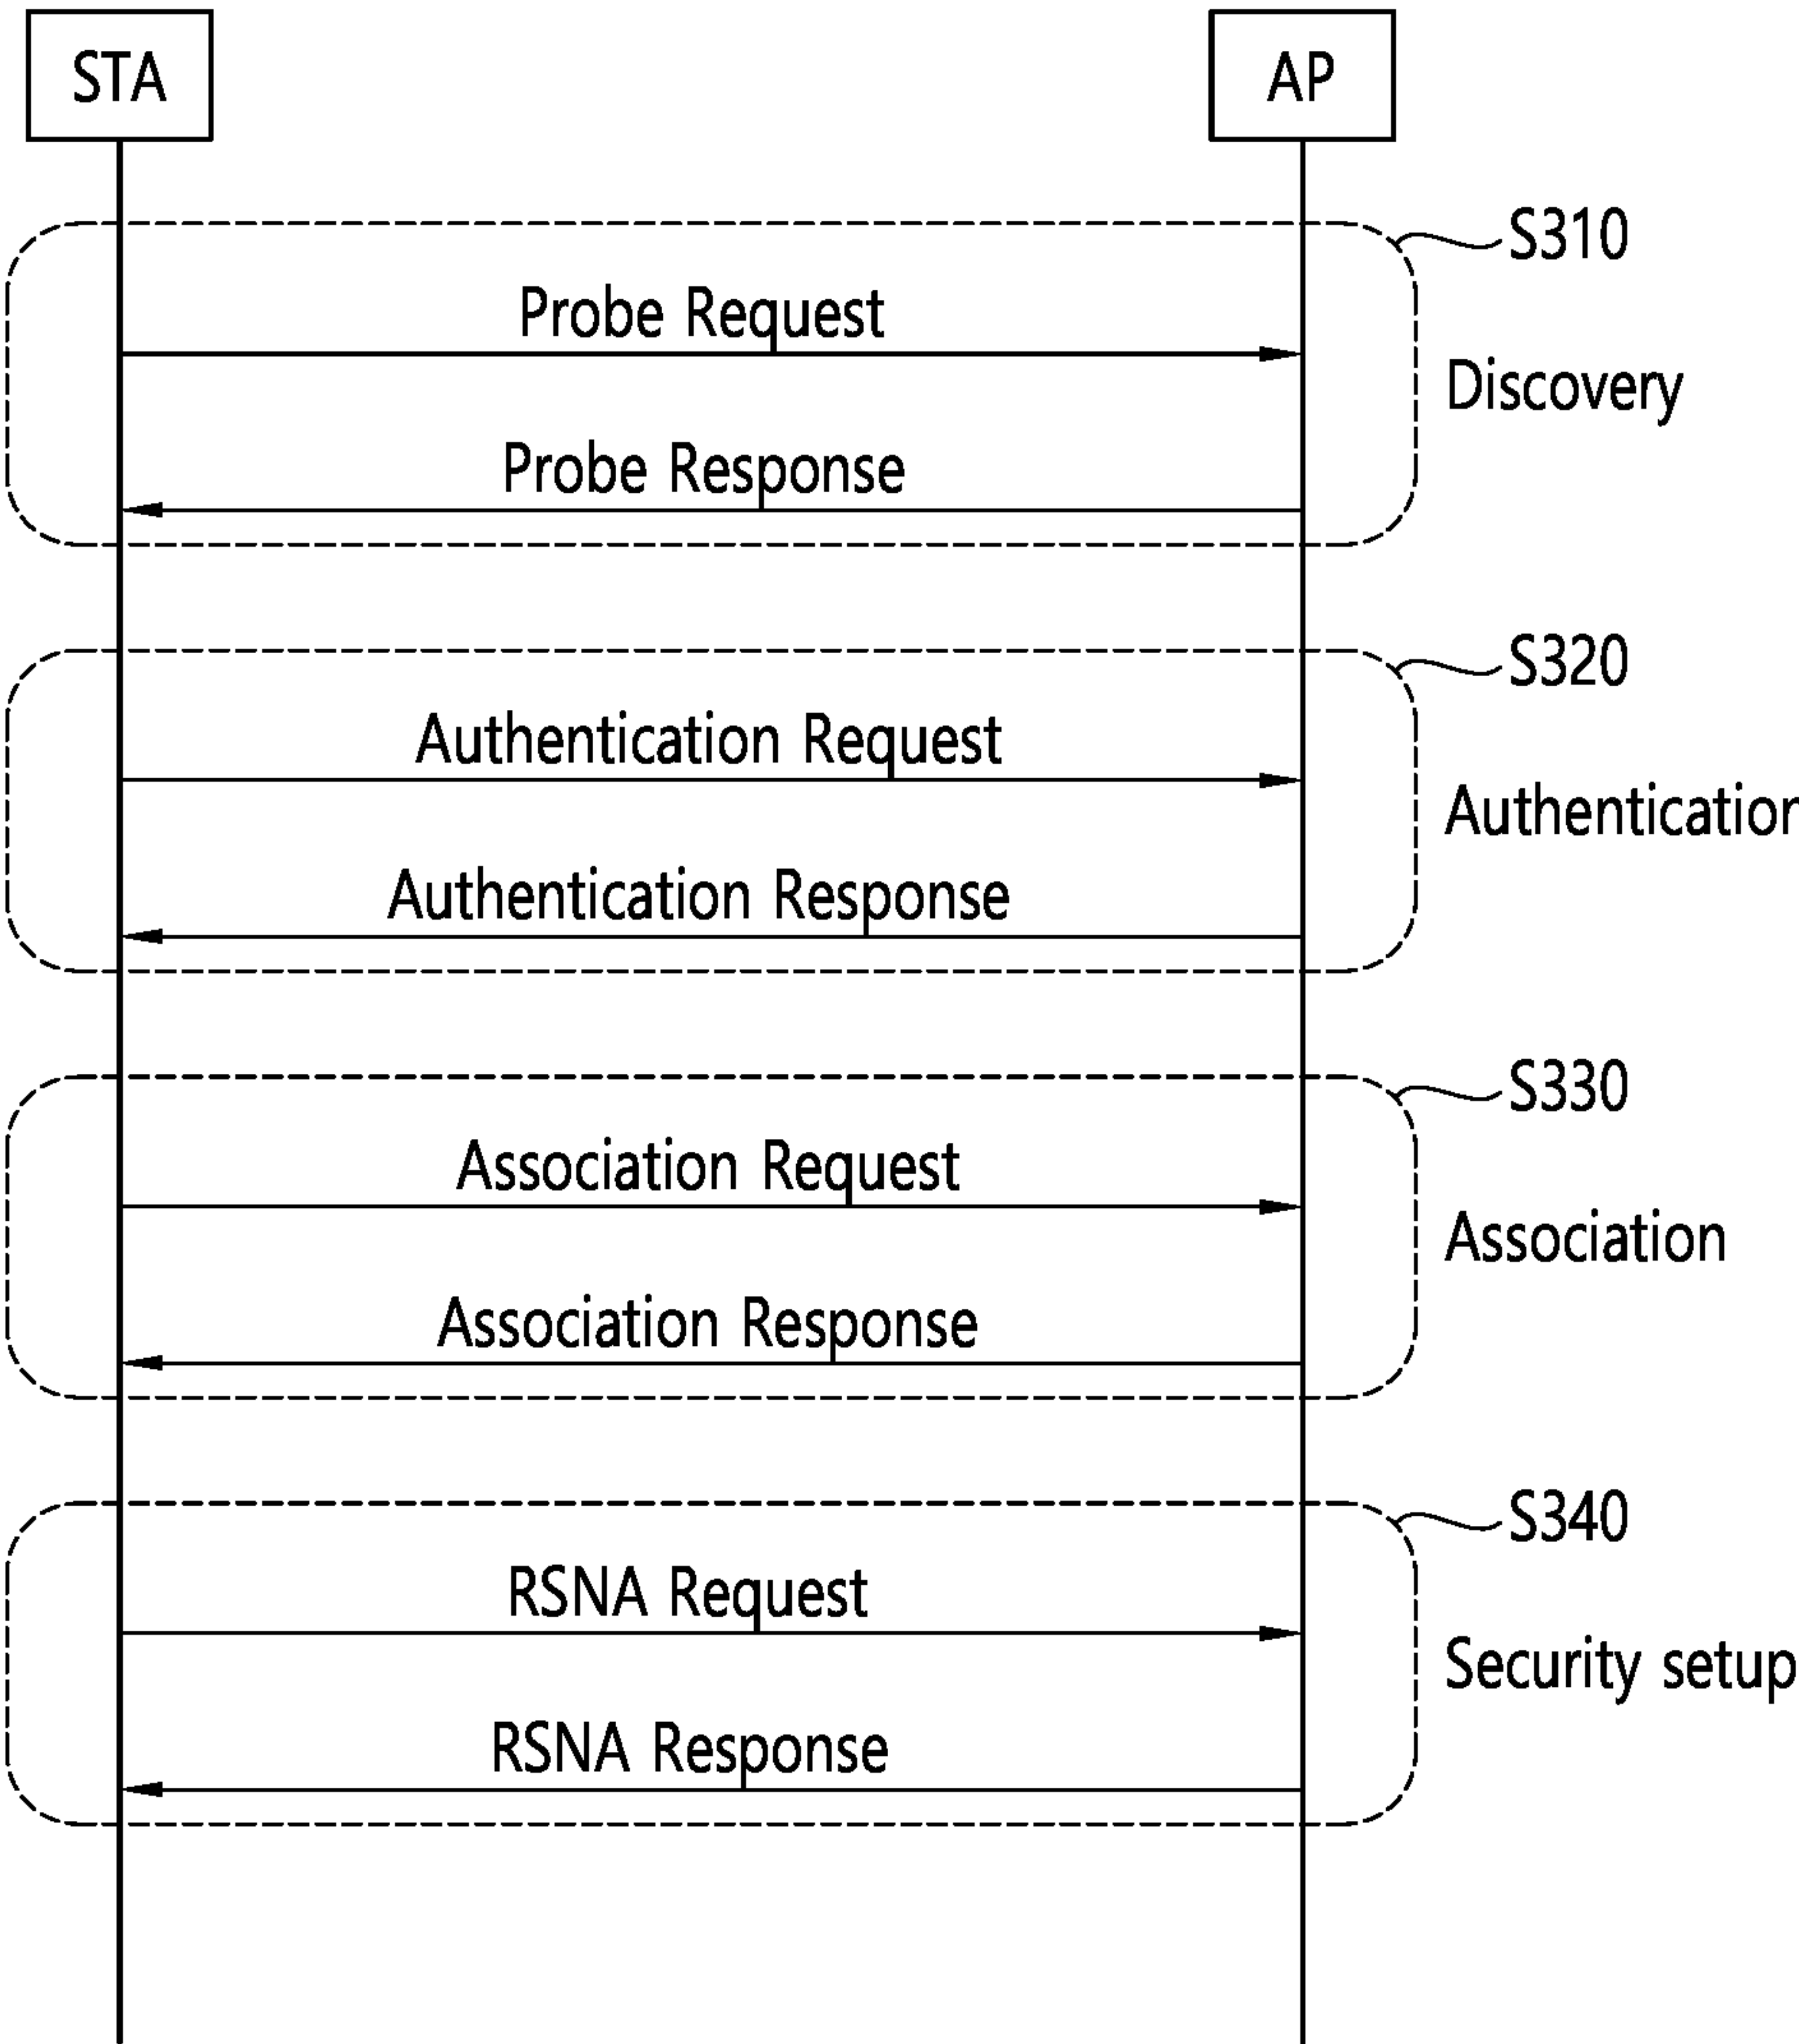 STA
AP
S310
Probe Request
Discovery
Probe Response
S320
Authentication Request
Authentication
Authentication Response
S330
Association Request
Association
Association Response
S340
RSNA Request
Security setup
RSNA Response